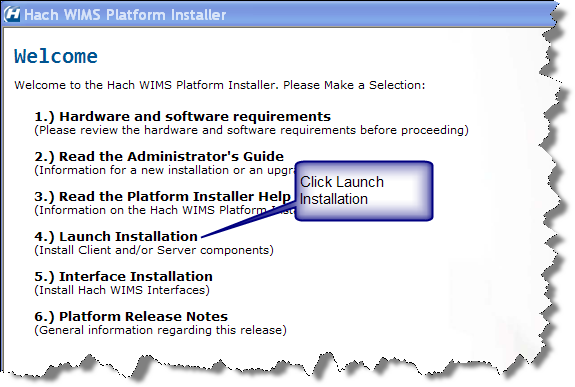 Hach WIMS Platform Installer
Welcome
Welcome to the Hach WIMS Platform Installer. Please Make a Selection:
1.) Hardware and software requirements
(Please review the hardware and software requirements before proceeding)
2.) Read the Administrator's Guide
(Information for a new installation or an
3.) Read the Platform Installer Help
(Information on the Hach WIMS Platform
Click Launch
Installation
4.) Launch Installation
(Install Client and/or Server components)
5.) Interface Installation
(Install Hach WIMS Interfaces)
6.) Platform Release Notes
(General information regarding this release)